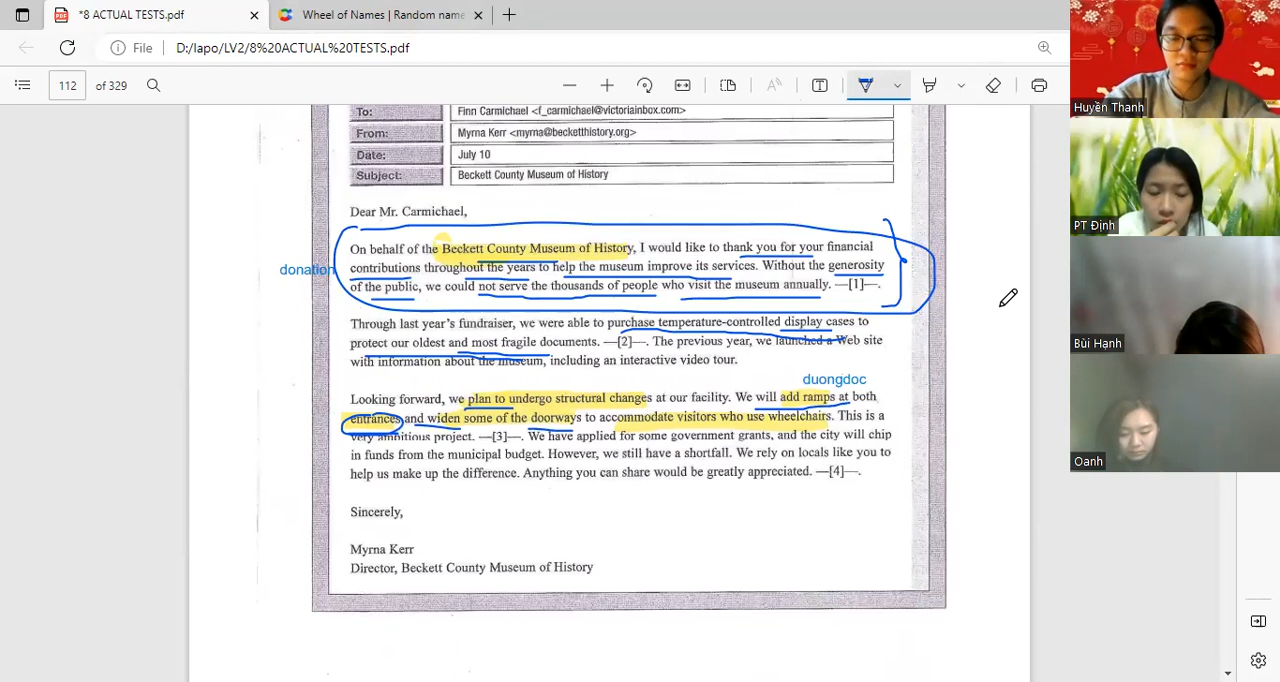 *8 ACTUAL TESTS.pdf
Wheel of Names | Random name
File
D:/lapo/LV2/8%20ACTUAL%20TESTS.pdf
112
of 329
To:
Finn Carmichael <f_carmichael@victoriainbox.com>
From:
Myrna Kerr <myrna@becketthistory.org>
Date:
July 10
Subject:
Beckett County Museum of History
Dear Mr. Carmichael,
On behalf of the Beckett County Museum of History, I would like to thank you for your financial
donation
contributions throughout the years to help the museum improve its services. Without the generosity
of the public, we could not serve the thousands of people who visit the museum annually. —[1]—.
Through last year's fundraiser, we were able to purchase temperature-controlled display cases to
protect our oldest and most fragile documents. —[2]—. The previous year, we launched a Web site
with information about the museum, including an interactive video tour.
duongdoc
Looking forward, we plan to undergo structural changes at our facility. We will add ramps at both
entrances and widen some of the doorways to accommodate visitors who use wheelchairs. This is a
very ambitious project. —[3]—. We have applied for some government grants, and the city will chip
in funds from the municipal budget. However, we still have a shortfall. We rely on locals like you to
help us make up the difference. Anything you can share would be greatly appreciated. —[4]—.
Sincerely,
Myrna Kerr
Director, Beckett County Museum of History
Huyền Thanh
PT Định
Bùi Hạnh
Oanh